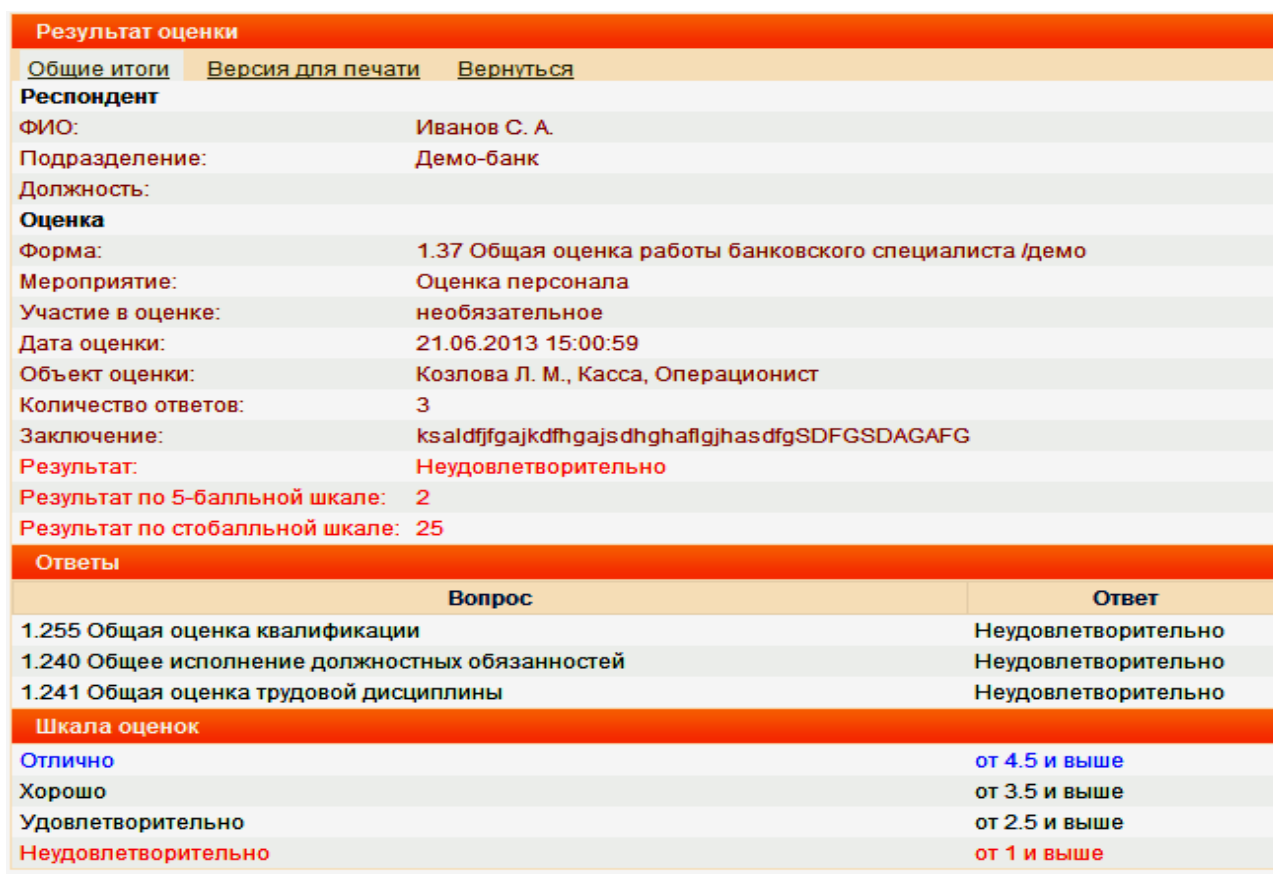 Результат оценки
Общие итоги Версия для печати Вернуться
Респондент
ФИО: Иванов С. А.
Подразделение: Демо-банк
Должность:
Оценка
Форма: 1.37 Общая оценка работы банковского специалиста /демо
Мероприятие: Оценка персонала
Участие в оценке: необязательное
Дата оценки: 21.06.2013 15:00:59
Объект оценки: Козлова Л. М., Касса, Операционист
Количество ответов: 3
Заключение: ksaldfjfgajkdfhgajsdhghaflgjhasdfgSDFGSDAGAFG
Результат: Неудовлетворительно
Результат по 5-балльной шкале: 2
Результат по стобалльной шкале: 25
Ответы
Вопрос Ответ
1.255 Общая оценка квалификации Неудовлетворительно
1.240 Общее исполнение должностных обязанностей Неудовлетворительно
1.241 Общая оценка трудовой дисциплины Неудовлетворительно
Шкала оценок
Отлично от 4.5 и выше
Хорошо от 3.5 и выше
Удовлетворительно от 2.5 и выше
Неудовлетворительно от 1 и выше